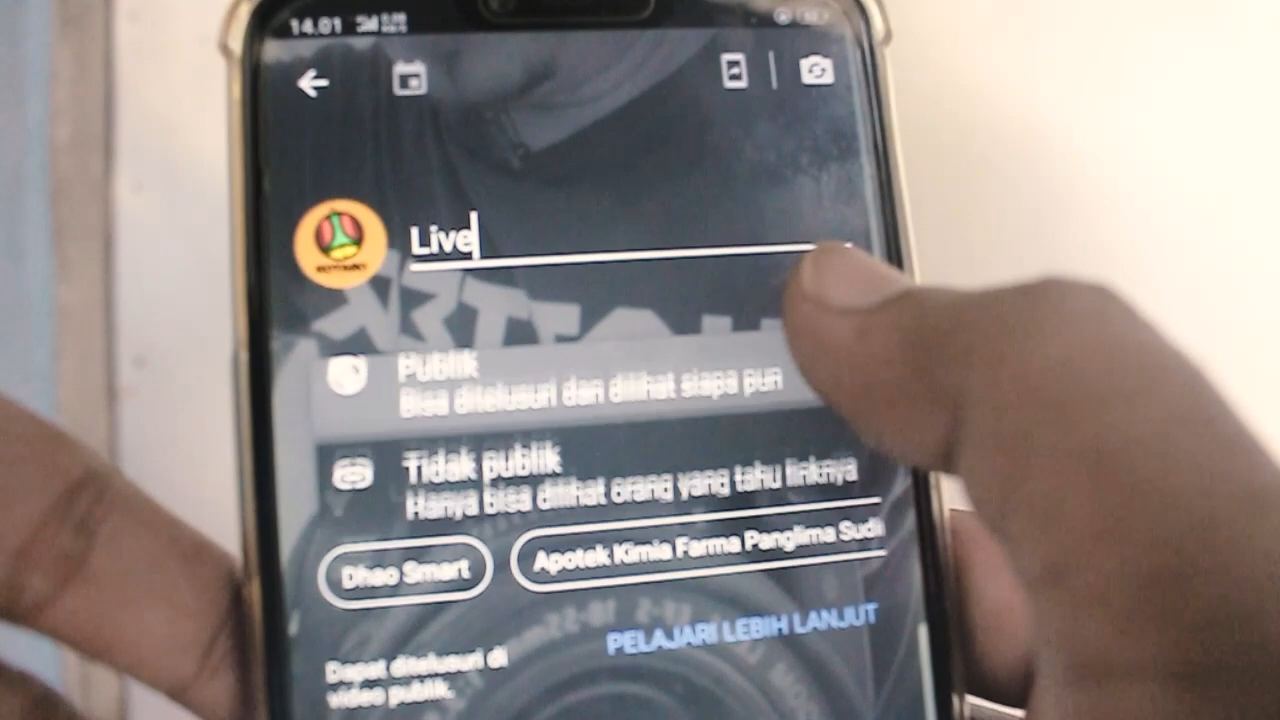 14.01
Live
Publik
Bisa ditelusuri dan dilihat siapa pun
Tidak publik
Hanya bisa dilihat orang yang tahu linknya
Dhao Smart
Apotek Kimia Farma Panglima Sudi
PELAJARI LEBIH LANJUT
Dapat ditelusuri di
video publik.